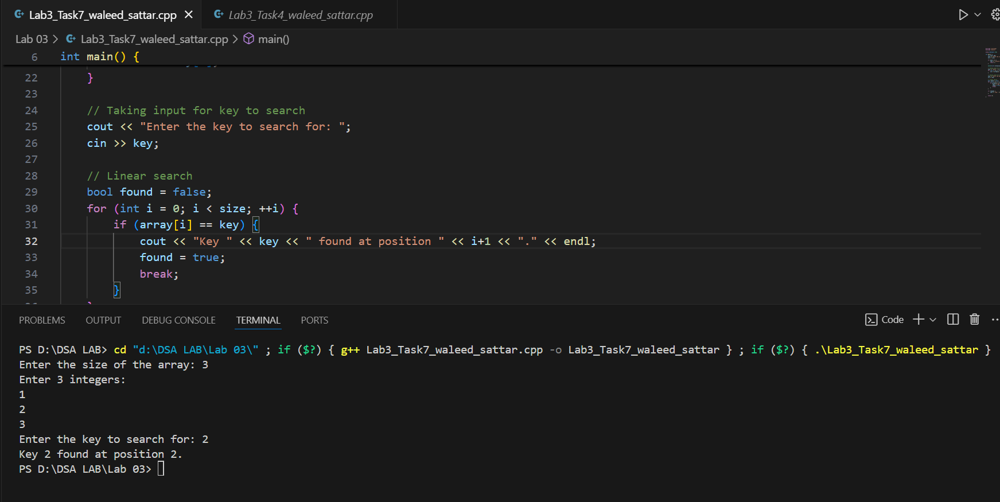 Lab3_Task7_waleed_sattar.cpp Lab3_Task4_waleed_sattar.cpp
Lab 03 > Lab3_Task7_waleed_sattar.cpp > main()
6 int main() {
22 }
23
24 // Taking input for key to search
25 cout << "Enter the key to search for: ";
26 cin >> key;
27
28 // Linear search
29 bool found = false;
30 for (int i = 0; i < size; ++i) {
31 if (array[i] == key) {
32 cout << "Key " << key << " found at position " << i+1 << "." << endl;
33 found = true;
34 break;
35 }
PROBLEMS OUTPUT DEBUG CONSOLE TERMINAL PORTS Code
PS D:\DSA LAB> cd "d:\DSA LAB\Lab 03\" ; if ($?) { g++ Lab3_Task7_waleed_sattar.cpp -o Lab3_Task7_waleed_sattar } ; if ($?) { .\Lab3_Task7_waleed_sattar }
Enter the size of the array: 3
Enter 3 integers:
1
2
3
Enter the key to search for: 2
Key 2 found at position 2.
PS D:\DSA LAB\Lab 03>